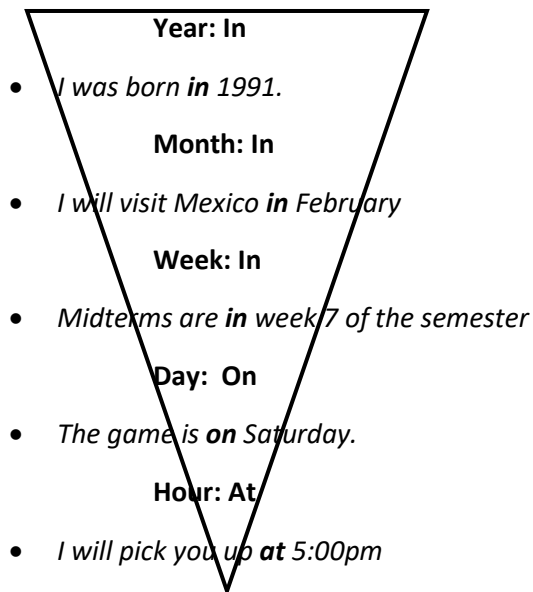 Year: In
• I was born in 1991.
Month: In
• I will visit Mexico in February
Week: In
• Midterms are in week 7 of the semester
Day:  On
• The game is on Saturday.
Hour: At
• I will pick you up at 5:00pm